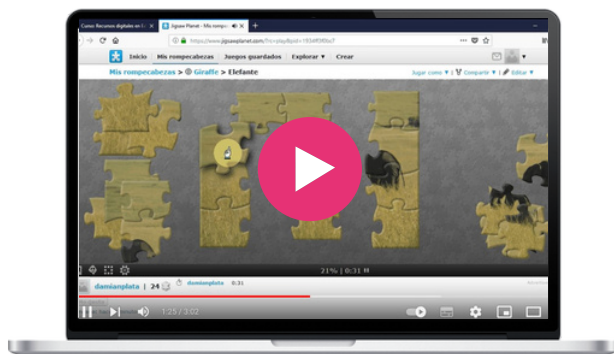 Curso: Recursos digitales en E
Jigsaw Planet - Mis rompec
https://www.jigsawplanet.com/?rc=play&pid=
Inicio Mis rompecabezas Juegos guardados Explorar ▼ Crear
Mis rompecabezas > Giraffe > Elefante
Jugar como ▼ | Compartir ▼ | Editar ▼
21% | 0:31
damianplata | 24
damianplata 0:31
1:25 / 3:02